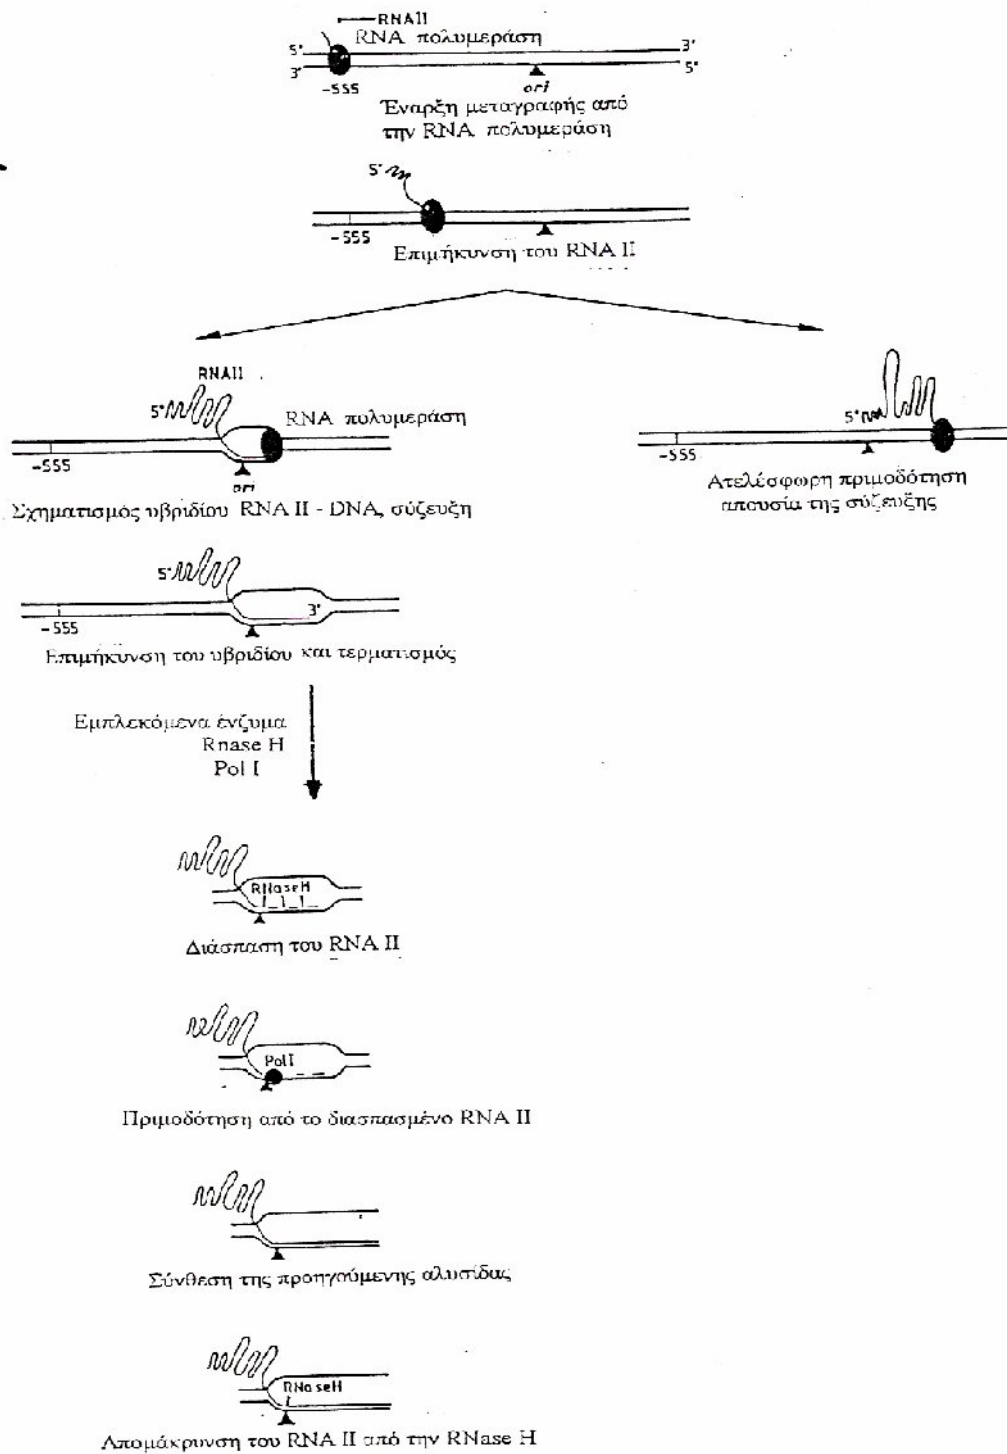 RNAII
RNA πολυμεράση
5' 3'
3' 5'
-555 ori
Έναρξη μεταγραφής από
την RNA πολυμεράση
5'
-555
Επιμήκυνση του RNA II
RNAII
5'
RNA πολυμεράση
-555
ori
Σχηματισμός υβριδίου RNA II - DNA, σύζευξη
5'
-555
Ατελέσφωρη πριμοδότηση
απουσία της σύζευξης
5'
3'
-555
Επιμήκυνση του υβριδίου και τερματισμός
Εμπλεκόμενα ένζυμα
Rnase H
Pol I
RNaseH
Διάσπαση του RNA II
PolI
Πριμοδότηση από το διασπασμένο RNA II
Σύνθεση της προηγούμενης αλυσίδας
RNaseH
Απομάκρυνση του RNA II από την RNase H